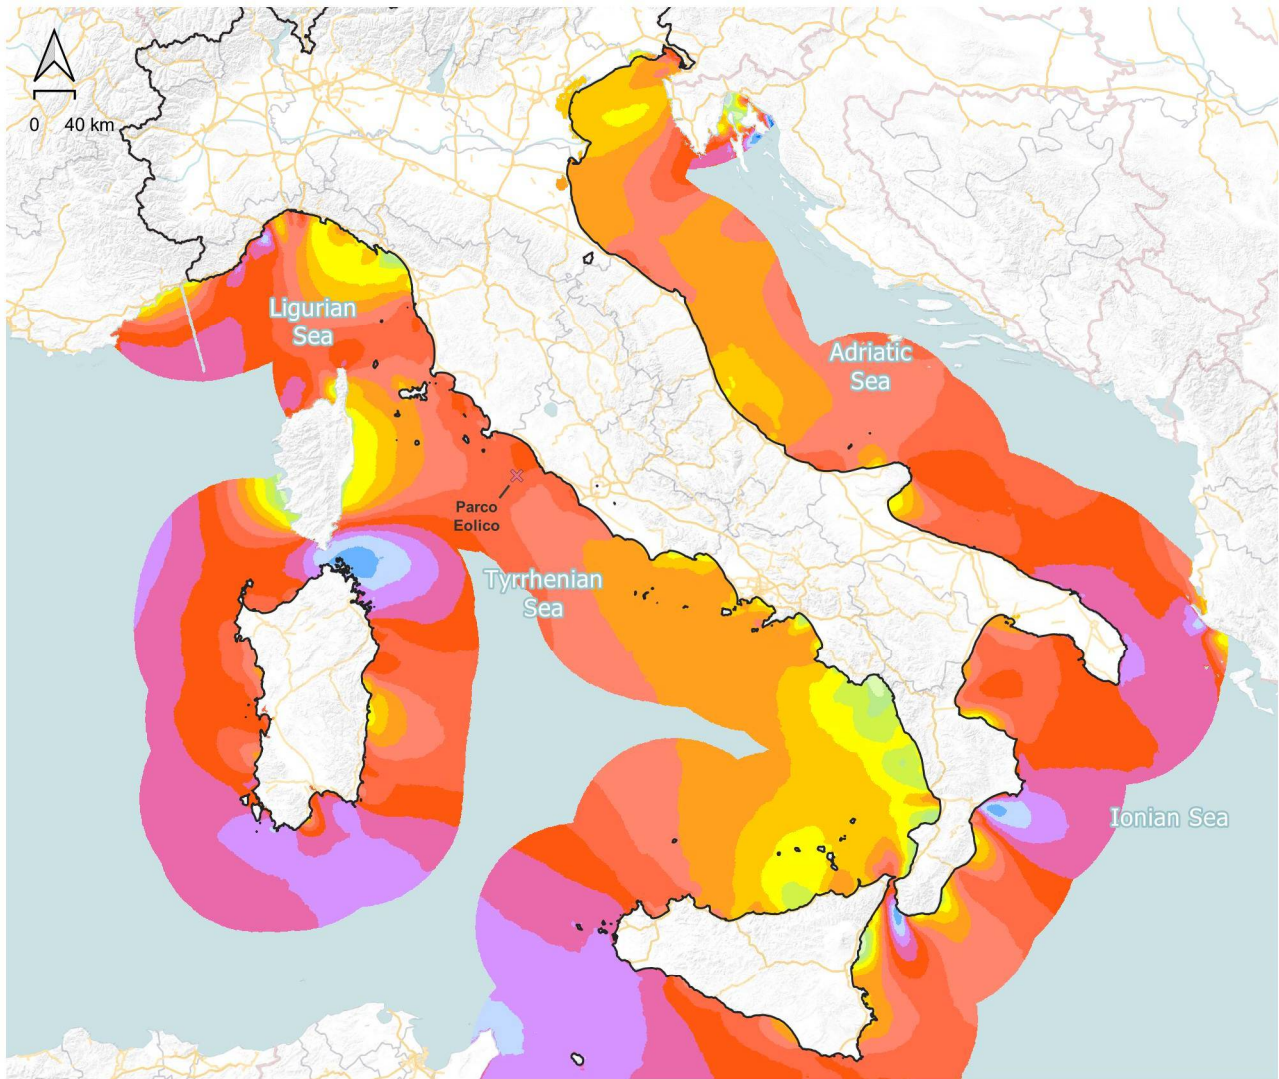 0 40 km
Ligurian
Sea
Adriatic
Sea
Parco
Eolico
Tyrrhenian
Sea
Ionian Sea